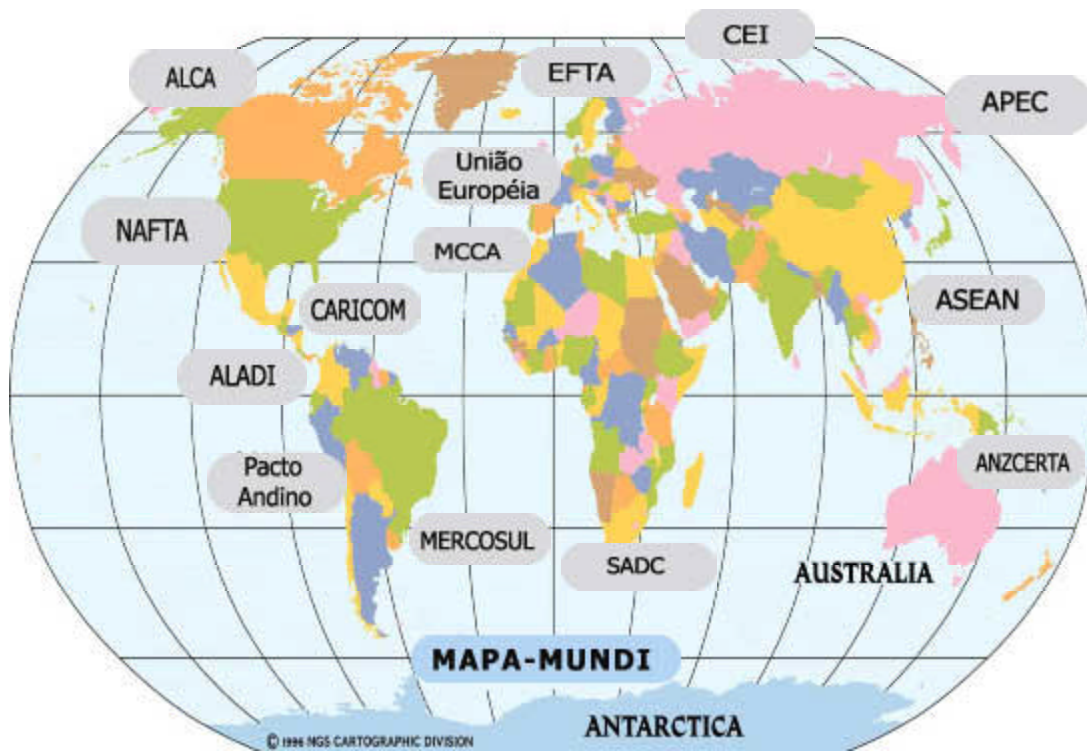 CEI
ALCA
EFTA
APEC
União
Européia
NAFTA
MCCA
ASEAN
CARICOM
ALADI
Pacto
Andino
ANZCERTA
MERCOSUL
SADC
AUSTRALIA
MAPA-MUNDI
ANTARCTICA
© 1996 NGS CARTOGRAPHIC DIVISION